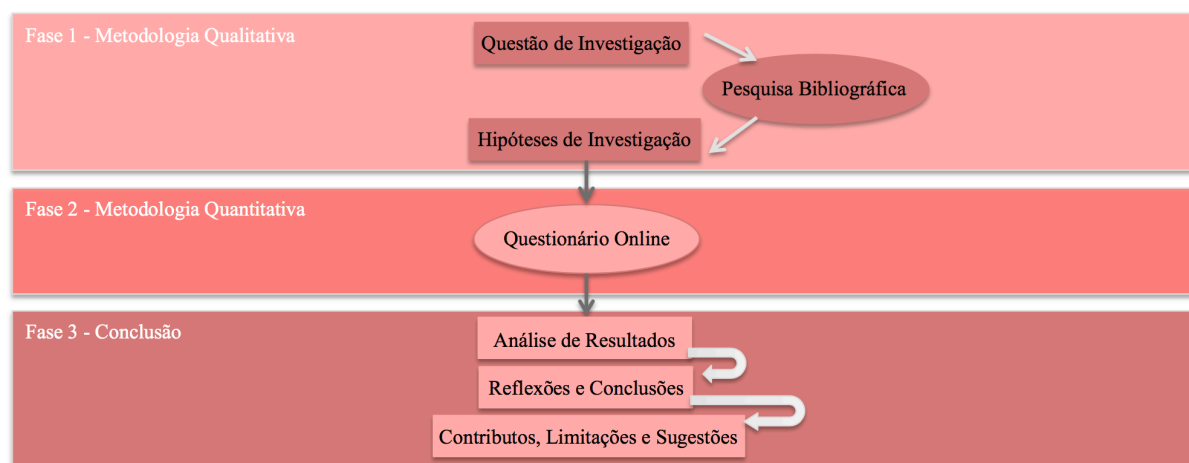 Fase 1 - Metodologia Qualitativa
Questão de Investigação
Pesquisa Bibliográfica
Hipóteses de Investigação
Fase 2 - Metodologia Quantitativa
Questionário Online
Fase 3 - Conclusão
Análise de Resultados
Reflexões e Conclusões
Contributos, Limitações e Sugestões